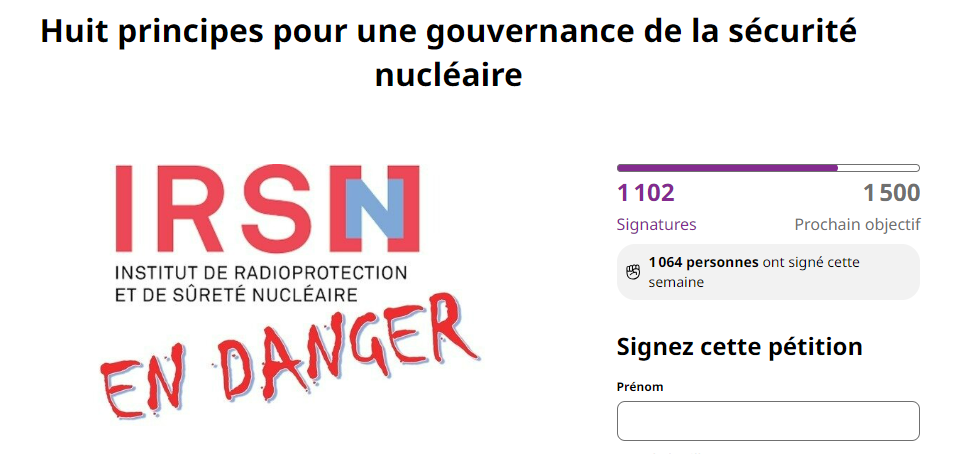 Huit principes pour une gouvernance de la sécurité
nucléaire
IRSN
INSTITUT DE RADIOPROTECTION
ET DE SÛRETÉ NUCLÉAIRE
EN DANGER
1 102
1 500
Signatures
Prochain objectif
1 064 personnes ont signé cette
semaine
Signez cette pétition
Prénom